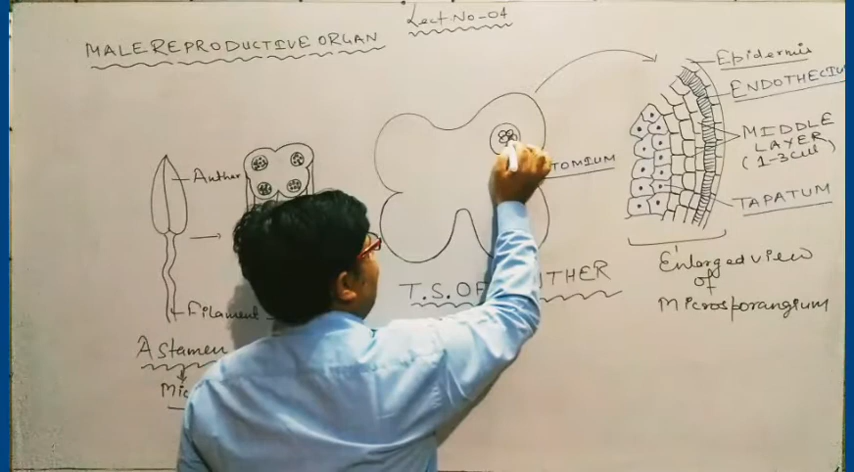 Lect.No-04
MALE REPRODUCTIVE ORGAN
Epidermis
ENDOTHECIUM
MIDDLE
LAYER
(1-3 cell)
TAPATUM
Anther
TOMIUM
Filament
T.S.OF
THER
Enlarged view
of
Microsporangium
A stamen